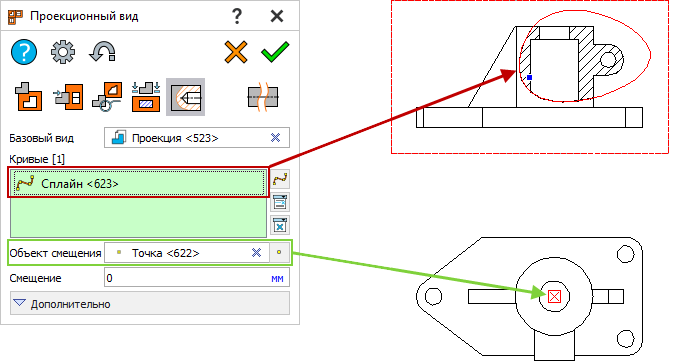 Проекционный вид
Базовый вид Проекция <523>
Кривые [1]
Сплайн <623>
Объект смещения Точка <622>
Смещение 0 мм
Дополнительно